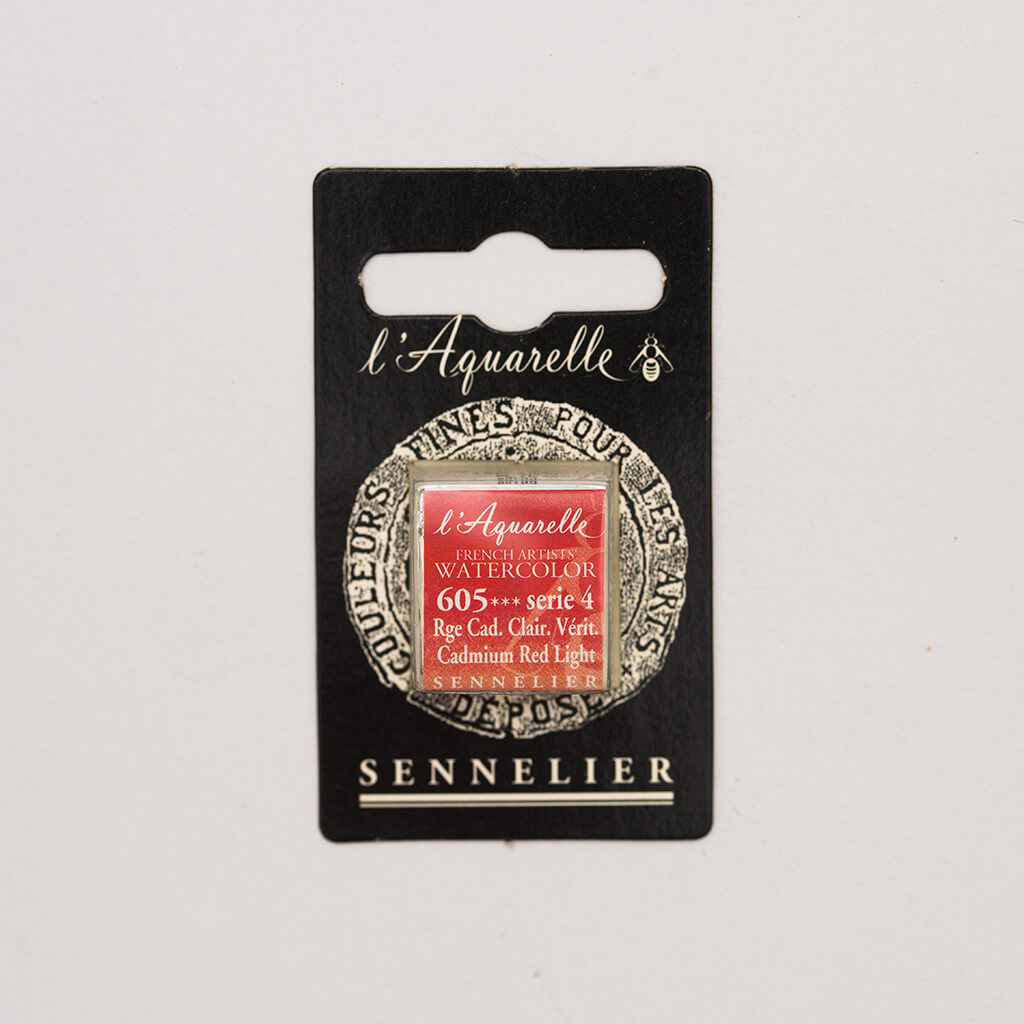 l'Aquarelle
COULEURS FINES POUR LES ARTS
DÉPOSÉ
l'Aquarelle
FRENCH ARTISTS'
WATERCOLOR
605*** serie 4
Rge Cad. Clair. Vérit.
Cadmium Red Light
SENNELIER
SENNELIER